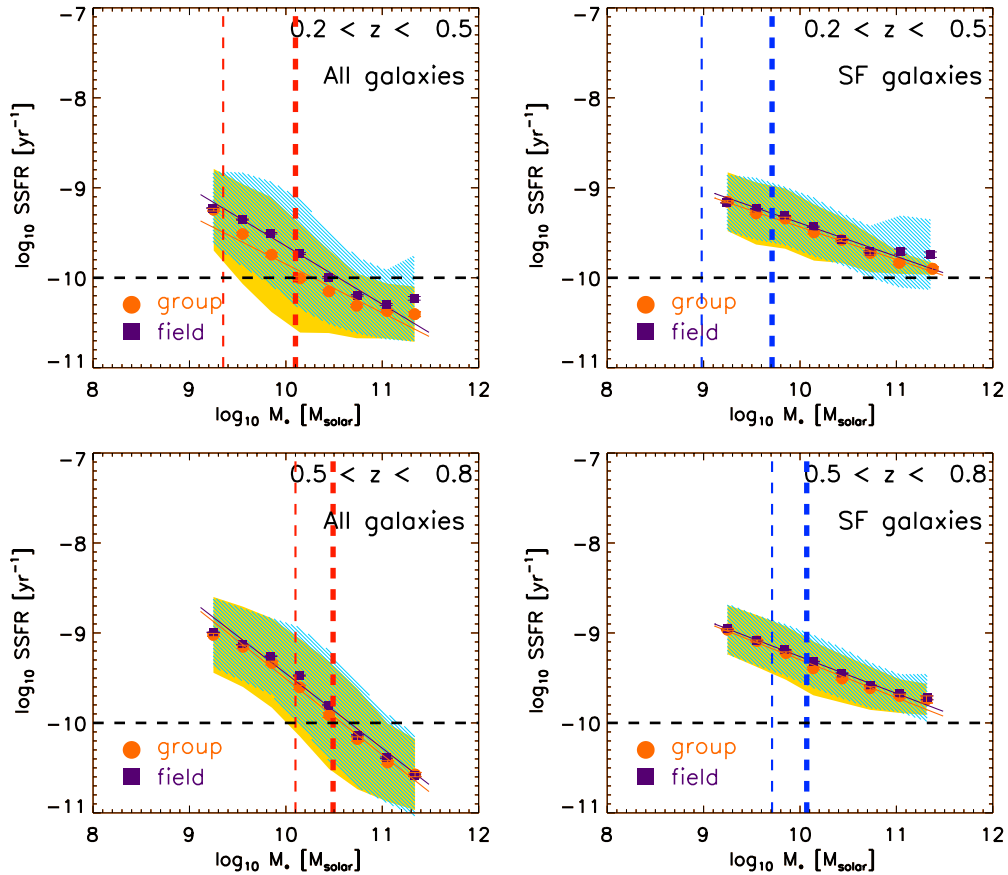 0.2 < z < 0.5
All galaxies
group
field
-7
-8
-9
-10
-11
log₁₀ SSFR [yr⁻¹]
8 9 10 11 12
log₁₀ M* [Msolar]
0.2 < z < 0.5
SF galaxies
group
field
-7
-8
-9
-10
-11
log₁₀ SSFR [yr⁻¹]
8 9 10 11 12
log₁₀ M* [Msolar]
0.5 < z < 0.8
All galaxies
group
field
-7
-8
-9
-10
-11
log₁₀ SSFR [yr⁻¹]
8 9 10 11 12
log₁₀ M* [Msolar]
0.5 < z < 0.8
SF galaxies
group
field
-7
-8
-9
-10
-11
log₁₀ SSFR [yr⁻¹]
8 9 10 11 12
log₁₀ M* [Msolar]